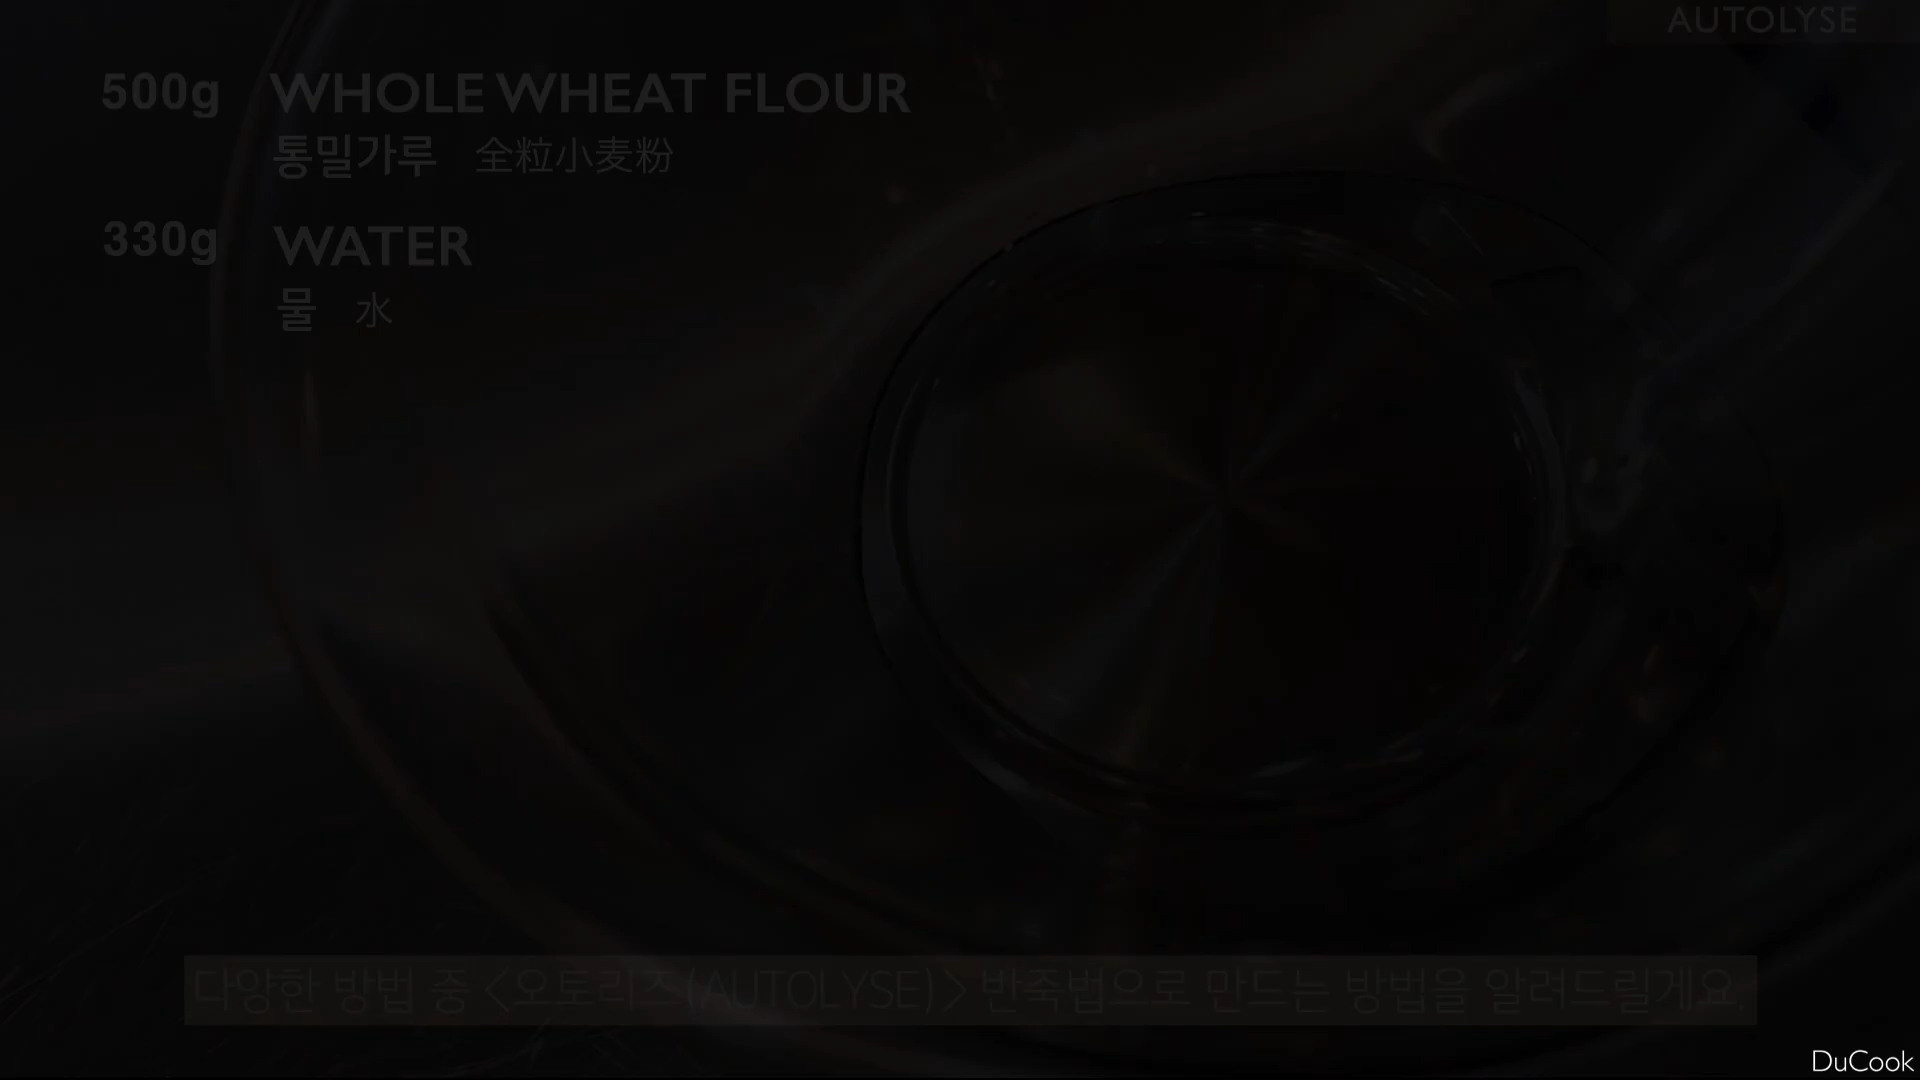 AUTOLYSE
500g WHOLE WHEAT FLOUR
통밀가루 全粒小麦粉
330g WATER
물 水
다양한 방법 중 <오토리즈(AUTOLYSE)> 반죽법으로 만드는 방법을 알려드릴게요.
DuCook